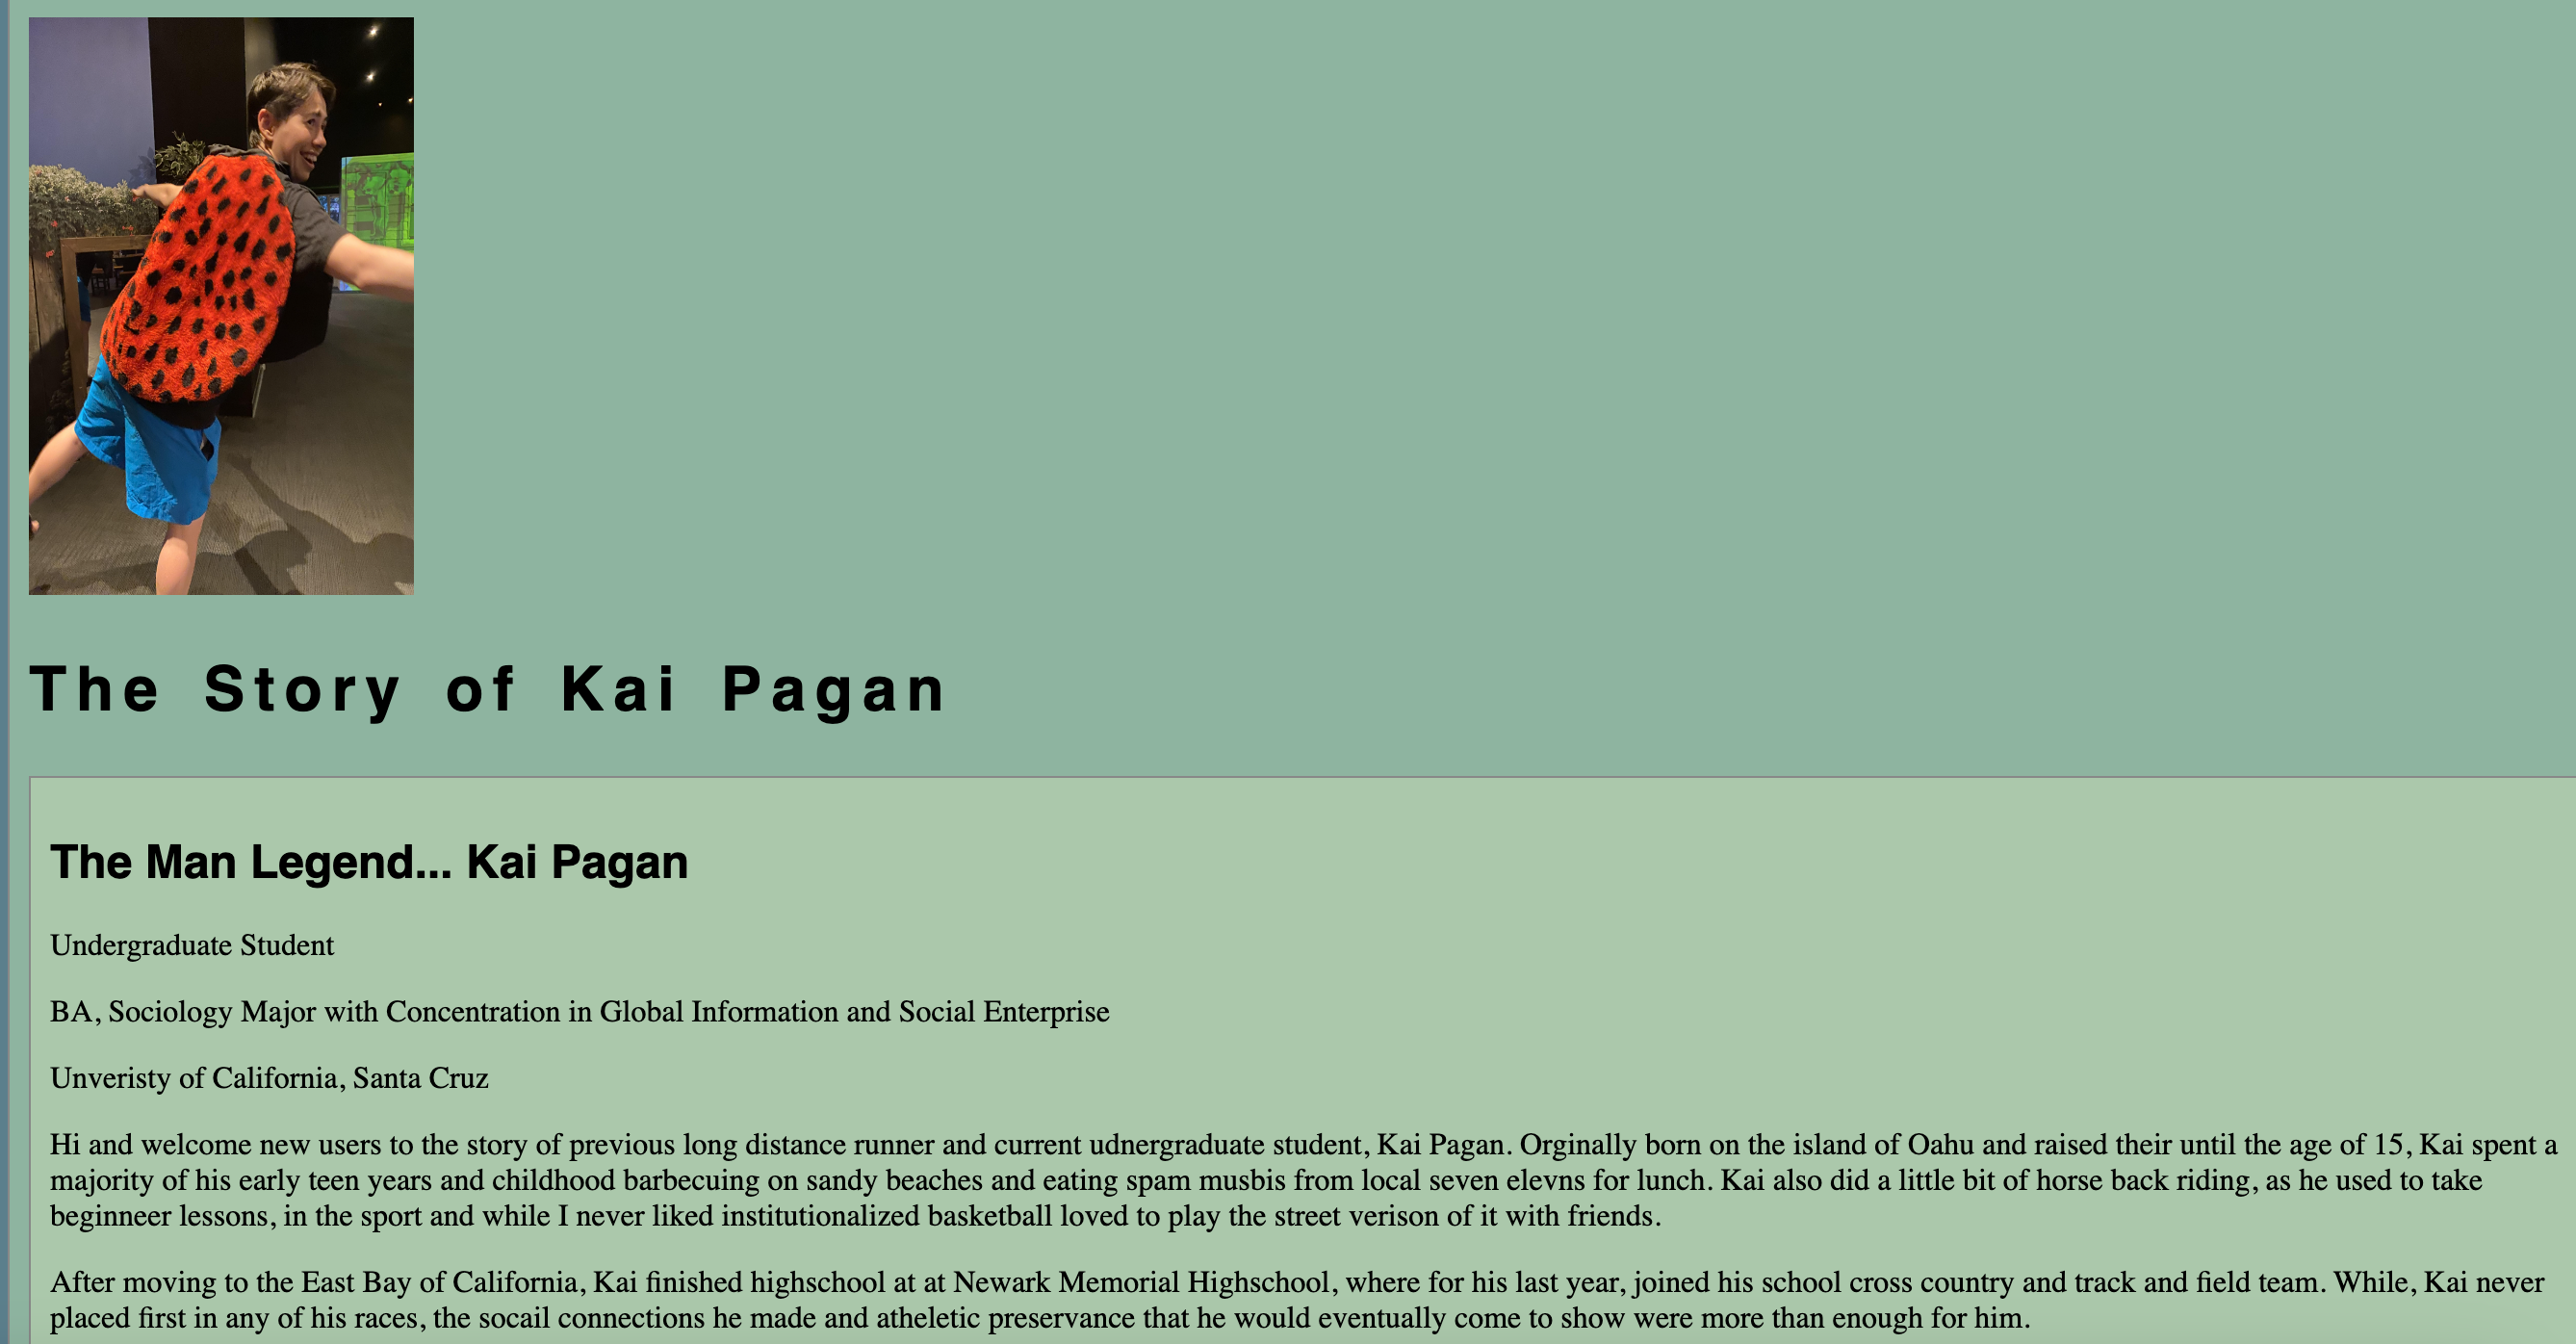 The Story of Kai Pagan
The Man Legend... Kai Pagan
Undergraduate Student
BA, Sociology Major with Concentration in Global Information and Social Enterprise
Unveristy of California, Santa Cruz
Hi and welcome new users to the story of previous long distance runner and current udnergraduate student, Kai Pagan. Orginally born on the island of Oahu and raised their until the age of 15, Kai spent a
majority of his early teen years and childhood barbecuing on sandy beaches and eating spam musbis from local seven elevns for lunch. Kai also did a little bit of horse back riding, as he used to take
beginneer lessons, in the sport and while I never liked institutionalized basketball loved to play the street verison of it with friends.
After moving to the East Bay of California, Kai finished highschool at at Newark Memorial Highschool, where for his last year, joined his school cross country and track and field team. While, Kai never
placed first in any of his races, the socail connections he made and atheletic preservance that he would eventually come to show were more than enough for him.